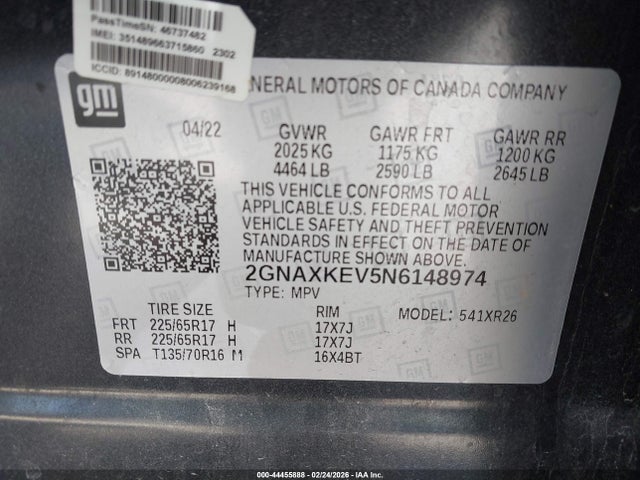 PassTimeSN: 46737482
IMEI: 351489663715860 2302
ICCID: 89148000008006239168
gm
GENERAL MOTORS OF CANADA COMPANY
04/22 GVWR GAWR FRT GAWR RR
2025 KG 1175 KG 1200 KG
4464 LB 2590 LB 2645 LB
THIS VEHICLE CONFORMS TO ALL
APPLICABLE U.S. FEDERAL MOTOR
VEHICLE SAFETY AND THEFT PREVENTION
STANDARDS IN EFFECT ON THE DATE OF
MANUFACTURE SHOWN ABOVE.
2GNAXKEV5N6148974
TYPE: MPV
TIRE SIZE RIM MODEL: 541XR26
FRT 225/65R17 H 17X7J
RR 225/65R17 H 17X7J
SPA T135/70R16 M 16X4BT
000-44455888 - 02/24/2026 - IAA Inc.